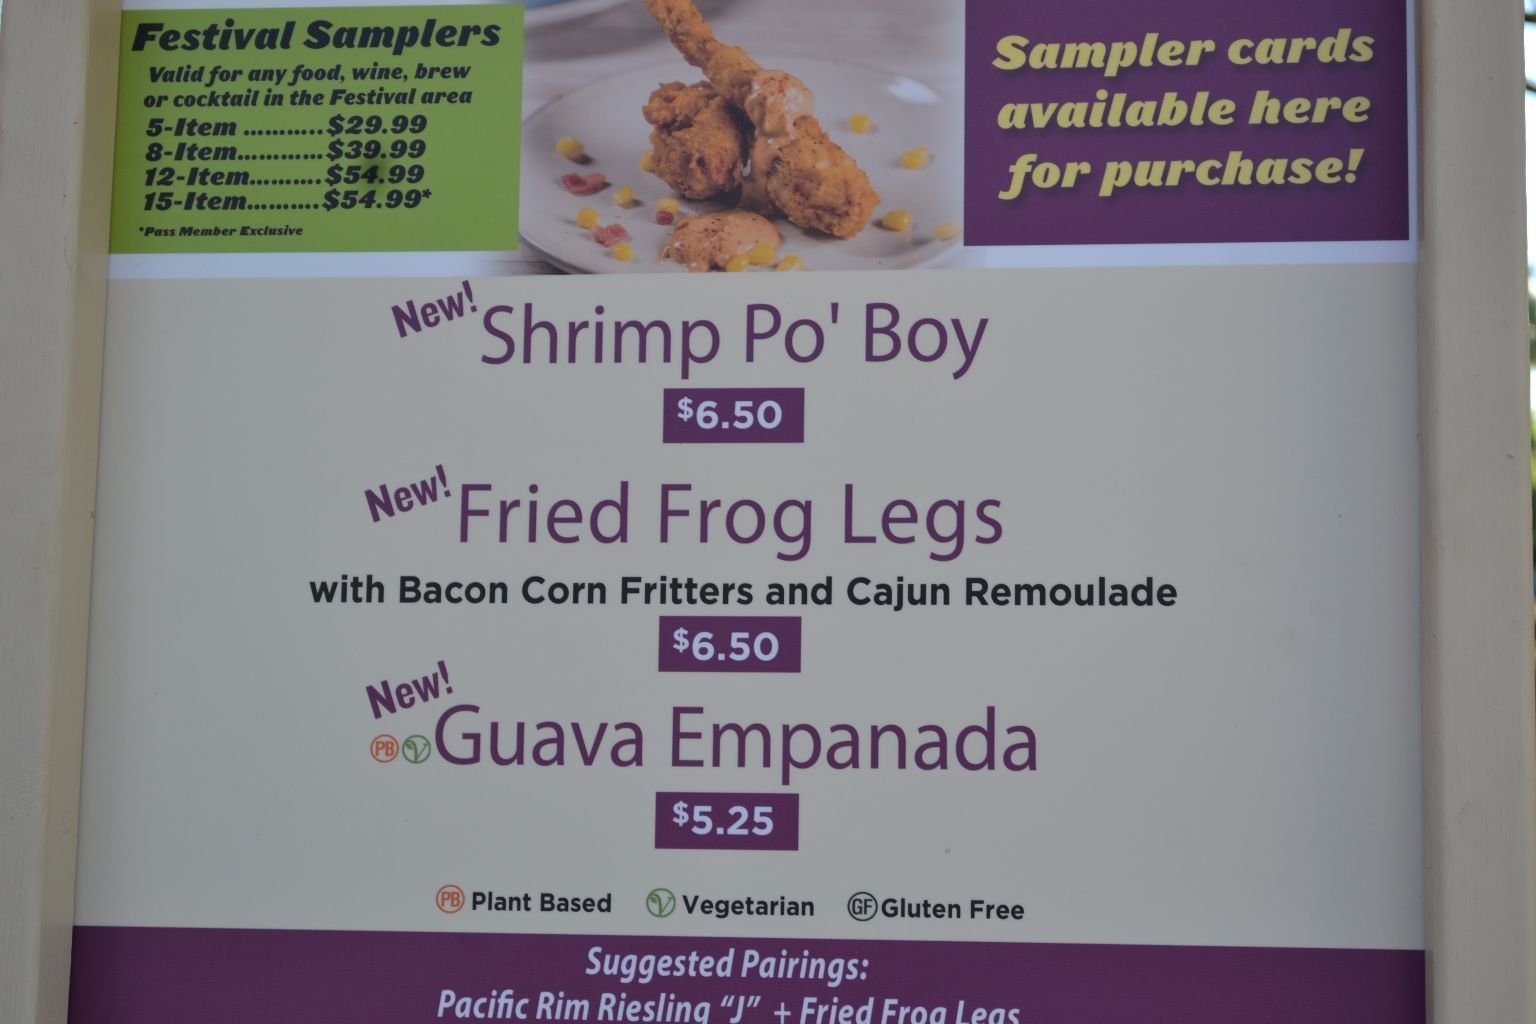 Festival Samplers
Valid for any food, wine, brew
or cocktail in the Festival area
5-Item ...........$29.99
8-Item............$39.99
12-Item..........$54.99
15-Item..........$54.99*
*Pass Member Exclusive
Sampler cards
available here
for purchase!
New! Shrimp Po' Boy
$6.50
New! Fried Frog Legs
with Bacon Corn Fritters and Cajun Remoulade
$6.50
New!
PB V Guava Empanada
$5.25
PB Plant Based V Vegetarian GF Gluten Free
Suggested Pairings:
Pacific Rim Riesling “J” + Fried Frog Legs